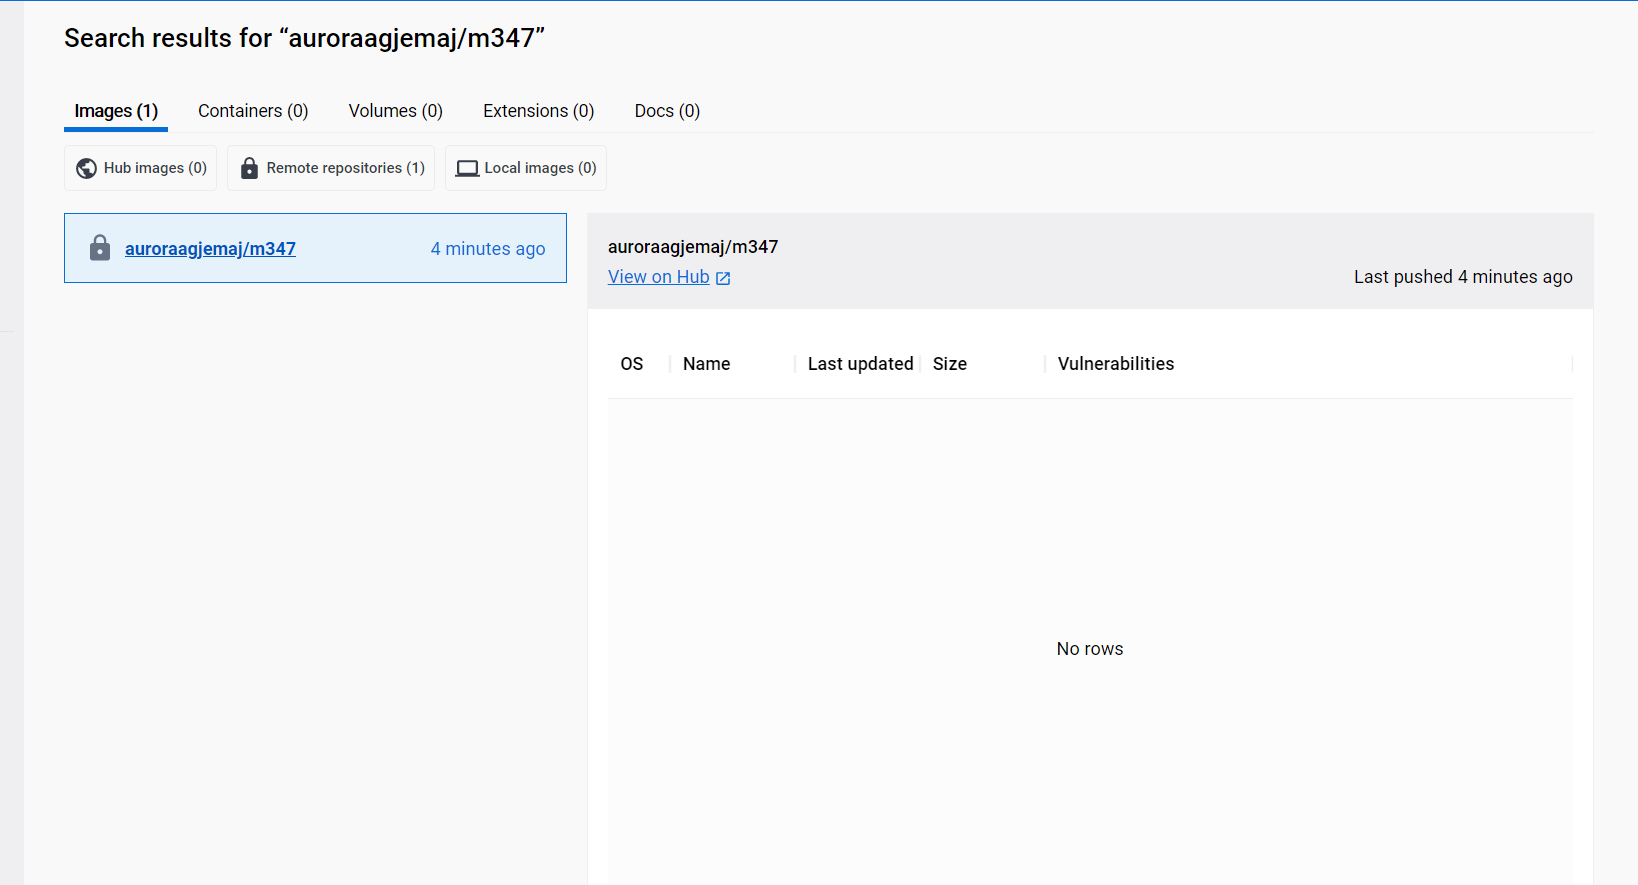 Search results for “auroraagjemaj/m347”
Images (1) Containers (0) Volumes (0) Extensions (0) Docs (0)
Hub images (0) Remote repositories (1) Local images (0)
auroraagjemaj/m347 4 minutes ago
auroraagjemaj/m347
View on Hub Last pushed 4 minutes ago
OS Name Last updated Size Vulnerabilities
No rows